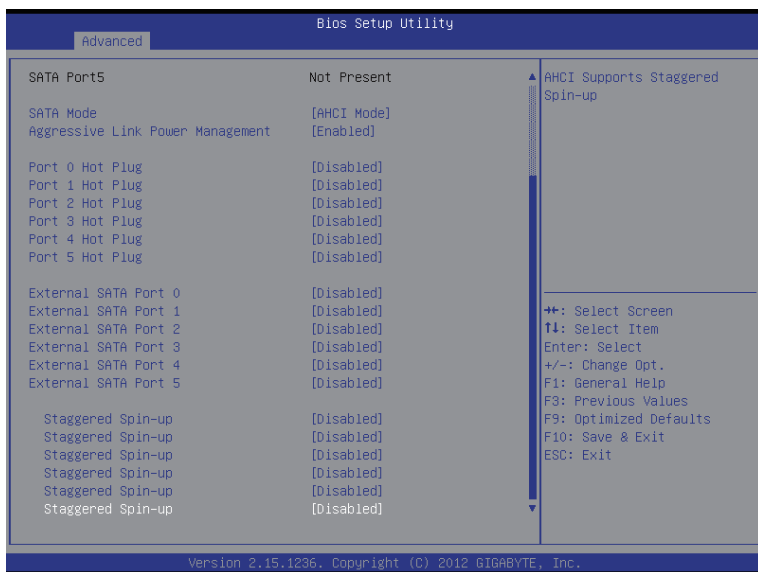 Bios Setup Utility
Advanced
SATA Port5 Not Present
SATA Mode [AHCI Mode]
Aggressive Link Power Management [Enabled]
Port 0 Hot Plug [Disabled]
Port 1 Hot Plug [Disabled]
Port 2 Hot Plug [Disabled]
Port 3 Hot Plug [Disabled]
Port 4 Hot Plug [Disabled]
Port 5 Hot Plug [Disabled]
External SATA Port 0 [Disabled]
External SATA Port 1 [Disabled]
External SATA Port 2 [Disabled]
External SATA Port 3 [Disabled]
External SATA Port 4 [Disabled]
External SATA Port 5 [Disabled]
Staggered Spin-up [Disabled]
Staggered Spin-up [Disabled]
Staggered Spin-up [Disabled]
Staggered Spin-up [Disabled]
Staggered Spin-up [Disabled]
Staggered Spin-up [Disabled]
AHCI Supports Staggered
Spin-up
→←: Select Screen
↑↓: Select Item
Enter: Select
+/-: Change Opt.
F1: General Help
F3: Previous Values
F9: Optimized Defaults
F10: Save & Exit
ESC: Exit
Version 2.15.1236. Copyright (C) 2012 GIGABYTE, Inc.